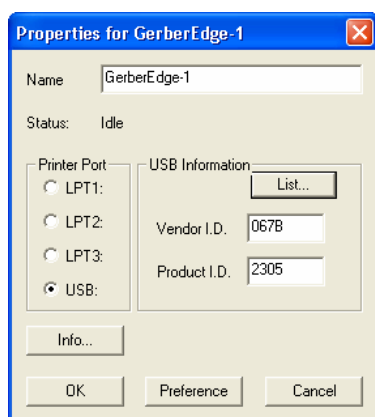 Properties for GerberEdge-1
Name GerberEdge-1
Status: Idle
Printer Port
LPT1:
LPT2:
LPT3:
USB:
USB Information
List...
Vendor I.D. 067B
Product I.D. 2305
Info...
OK Preference Cancel